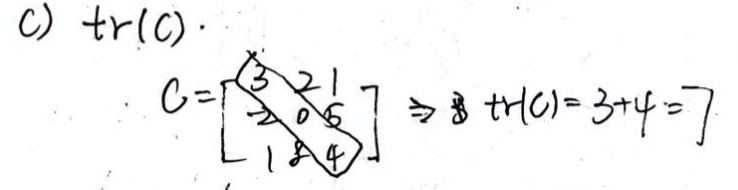 c) tr(C).
C = [ 3 2 1
-2 0 5
1 8 4 ] ⇒ tr(C) = 3+4 = 7